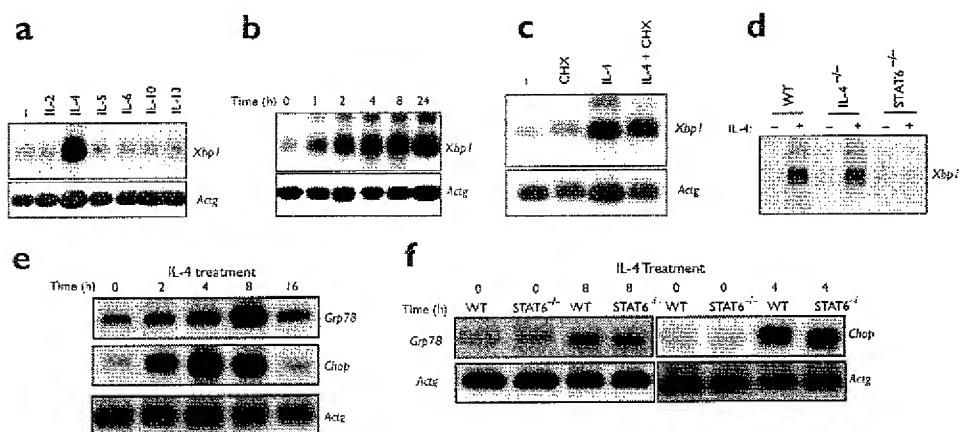 a
- IL-2 IL-4 IL-5 IL-6 IL-10 IL-13
Xbp1
Actg
b
Time (h) 0 1 2 4 8 24
Xbp1
Actg
c
- CHX IL-4 IL-4 + CHX
Xbp1
Actg
d
WT IL-4-/- STAT6-/-
IL-4: - + - + - +
Xbp1
e
IL-4 treatment
Time (h) 0 2 4 8 16
Grp78
Chop
Actg
f
IL-4 Treatment
0 0 8 8 0 0 4 4
Time (h) WT STAT6-/- WT STAT6-/- WT STAT6-/- WT STAT6-/-
Grp78 Chop
Actg Actg